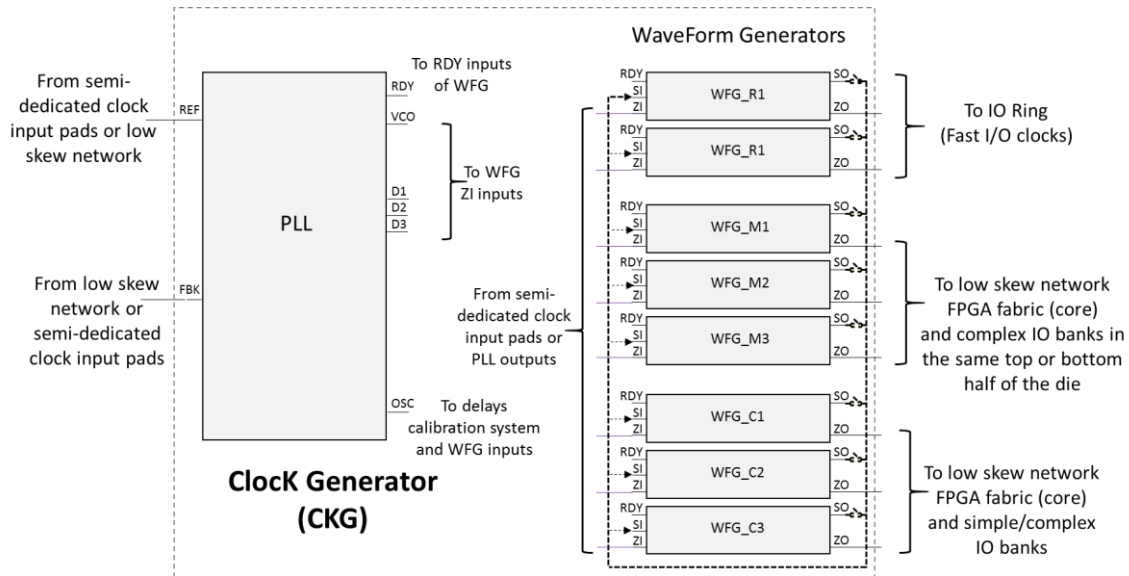 WaveForm Generators
From semi-
dedicated clock
input pads or low
skew network
REF
To RDY inputs
of WFG
RDY
VCO
To WFG
ZI inputs
D1
D2
D3
PLL
From low skew
network or
semi-dedicated
clock input pads
FBK
OSC
To delays
calibration system
and WFG inputs
ClocK Generator
(CKG)
From semi-
dedicated clock
input pads or
PLL outputs
RDY
SI
ZI
WFG_R1
SO
ZO
RDY
SI
ZI
WFG_R1
SO
ZO
To IO Ring
(Fast I/O clocks)
RDY
SI
ZI
WFG_M1
SO
ZO
RDY
SI
ZI
WFG_M2
SO
ZO
RDY
SI
ZI
WFG_M3
SO
ZO
To low skew network
FPGA fabric (core)
and complex IO banks in
the same top or bottom
half of the die
RDY
SI
ZI
WFG_C1
SO
ZO
RDY
SI
ZI
WFG_C2
SO
ZO
RDY
SI
ZI
WFG_C3
SO
ZO
To low skew network
FPGA fabric (core)
and simple/complex
IO banks